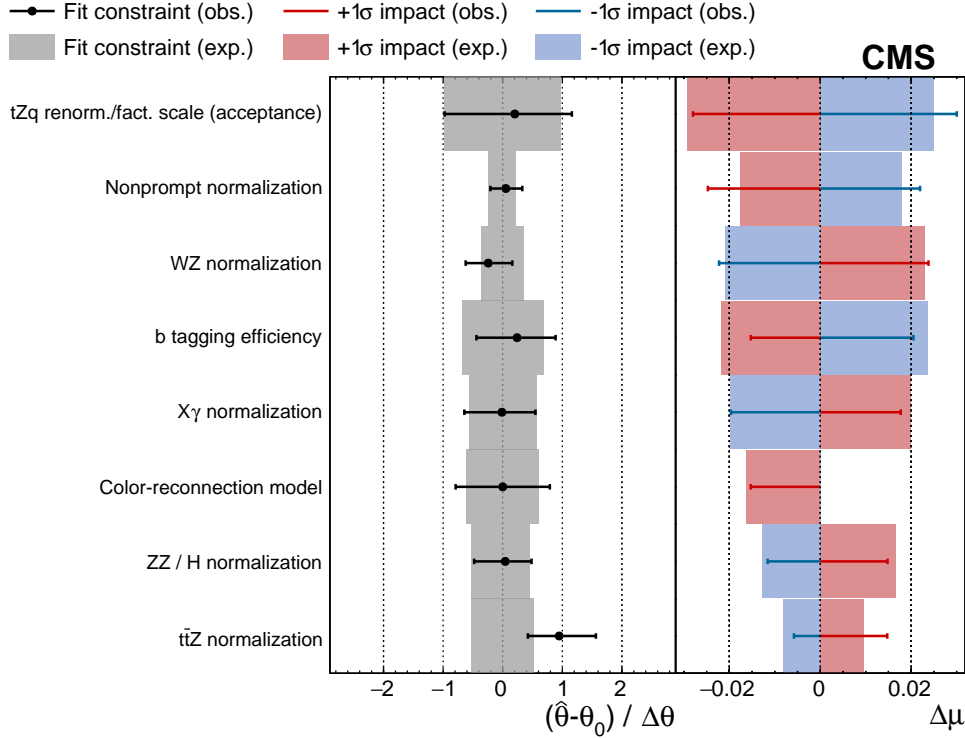 Fit constraint (obs.) +1σ impact (obs.) -1σ impact (obs.)
Fit constraint (exp.) +1σ impact (exp.) -1σ impact (exp.)
CMS
tZq renorm./fact. scale (acceptance)
Nonprompt normalization
WZ normalization
b tagging efficiency
Xγ normalization
Color-reconnection model
ZZ / H normalization
tt̄Z normalization
−2 −1 0 1 2 −0.02 0 0.02
(θ̂-θ₀) / Δθ Δμ